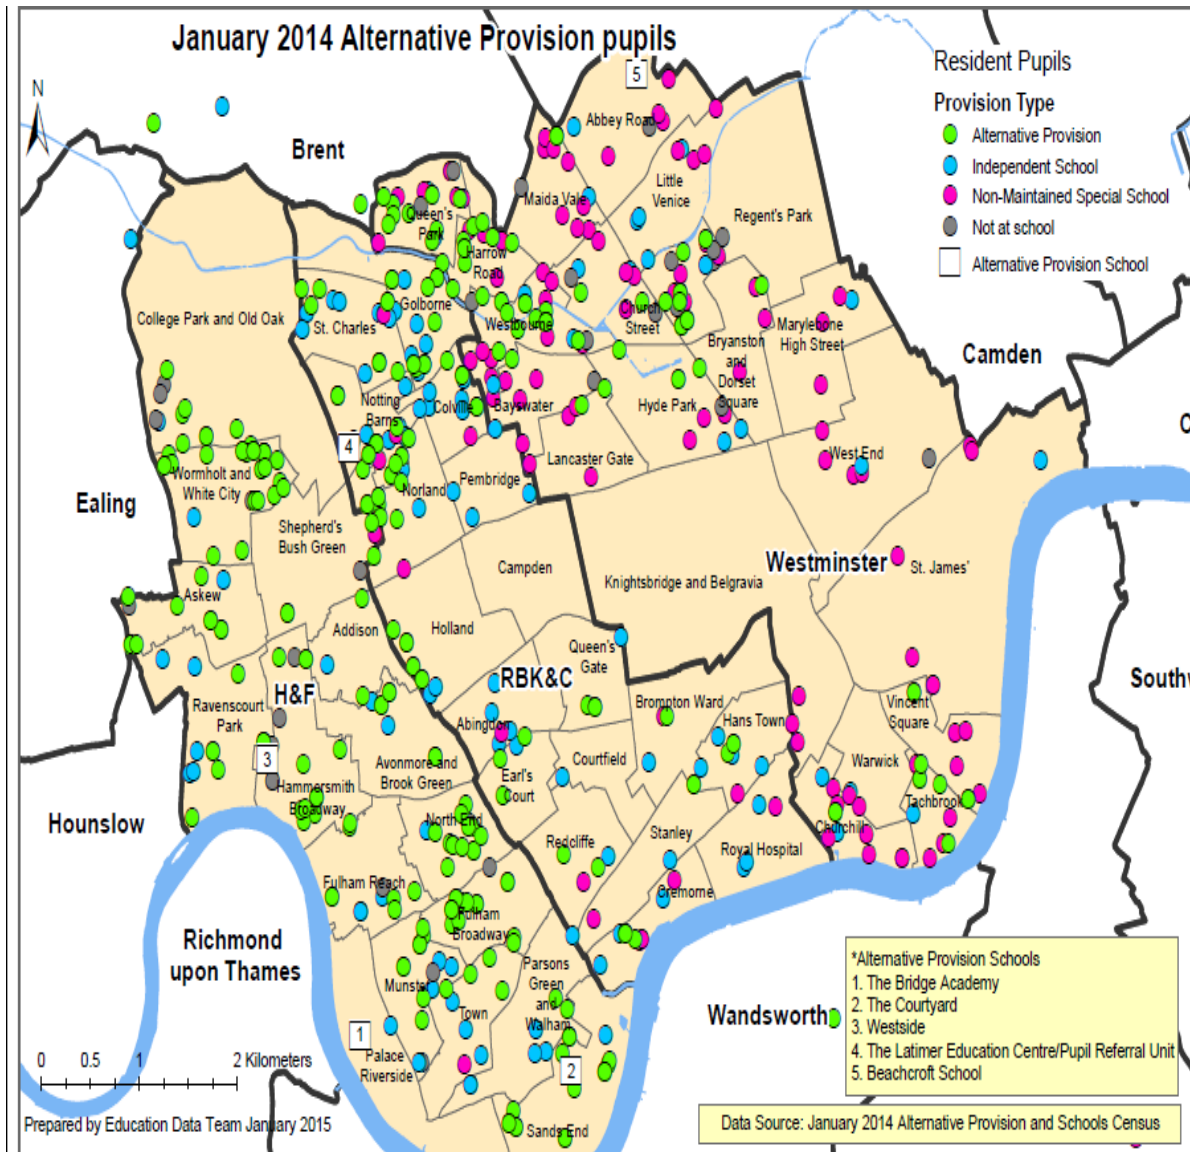 January 2014 Alternative Provision pupils
N
Brent
5
Abbey Road
Resident Pupils
Provision Type
Alternative Provision
Independent School
Non-Maintained Special School
Not at school
Alternative Provision School
Queen's
Park
Maida Vale
Little
Venice
Regent's Park
Harrow
Road
College Park and Old Oak
St. Charles
Golborne
Westbourne
Church
Street
Marylebone
High Street
Bryanston
and
Dorset
Square
Camden
Notting
Barns
Colville
Bayswater
Hyde Park
4
Lancaster Gate
West End
Wormholt and
White City
Norland
Pembridge
Ealing
Shepherd's
Bush Green
Campden
Knightsbridge and Belgravia
Westminster
St. James'
Askew
Addison
Holland
Queen's
Gate
RBK&C
H&F
Ravenscourt
Park
Abingdon
Brompton Ward
Hans Town
Vincent
Square
3
Avonmore and
Brook Green
Earl's
Court
Courtfield
Warwick
Hammersmith
Broadway
Tachbrook
Hounslow
North End
Redcliffe
Stanley
Royal Hospital
Churchill
Fulham Reach
Cremorne
Fulham
Broadway
Richmond
upon Thames
Munster
Town
Parsons
Green
and
Walham
Wandsworth
1
Palace
Riverside
2
Sands End
0 0.5 1 2 Kilometers
Prepared by Education Data Team January 2015
*Alternative Provision Schools
1. The Bridge Academy
2. The Courtyard
3. Westside
4. The Latimer Education Centre/Pupil Referral Unit
5. Beachcroft School
Data Source: January 2014 Alternative Provision and Schools Census